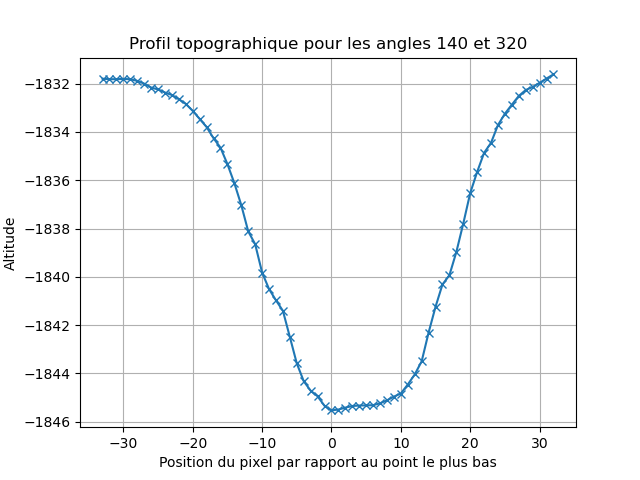 Profil topographique pour les angles 140 et 320
Altitude
−1832
−1834
−1836
−1838
−1840
−1842
−1844
−1846
−30 −20 −10 0 10 20 30
Position du pixel par rapport au point le plus bas